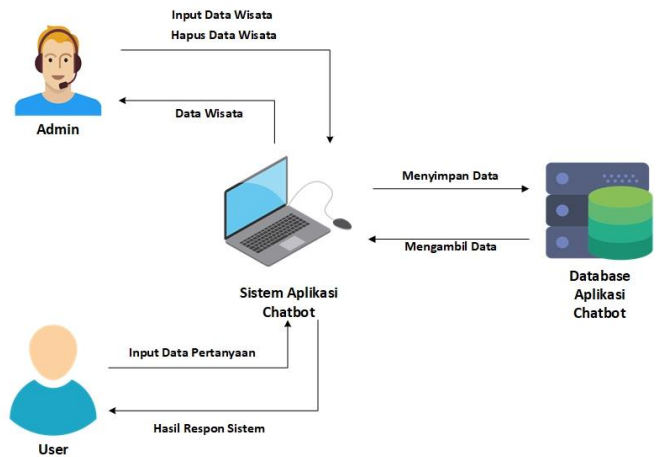 Input Data Wisata
Hapus Data Wisata
Data Wisata
Admin
Menyimpan Data
Mengambil Data
Sistem Aplikasi
Chatbot
Database
Aplikasi
Chatbot
Input Data Pertanyaan
Hasil Respon Sistem
User